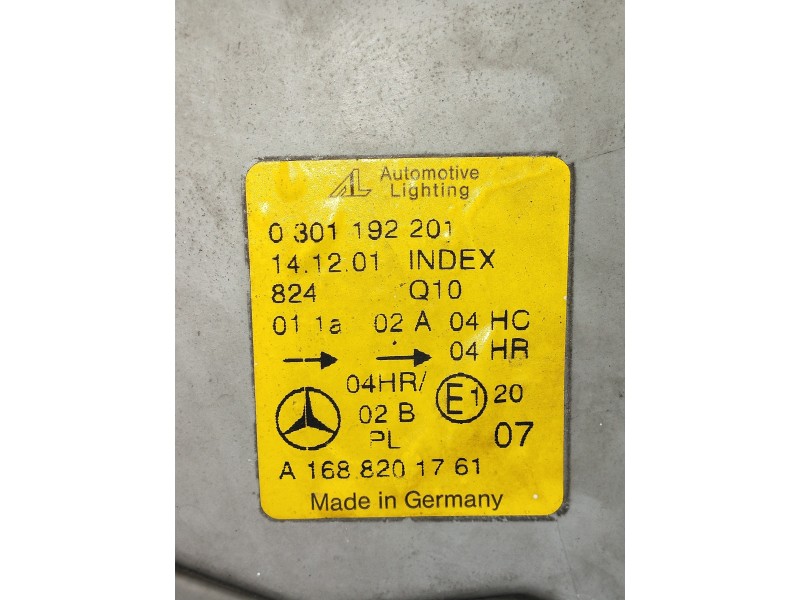 AL Automotive
Lighting
0 301 192 201
14.12.01 INDEX
824 Q10
01 1a 02 A 04 HC
04 HR
04HR/
02 B E1 20
PL 07
A 168 820 17 61
Made in Germany